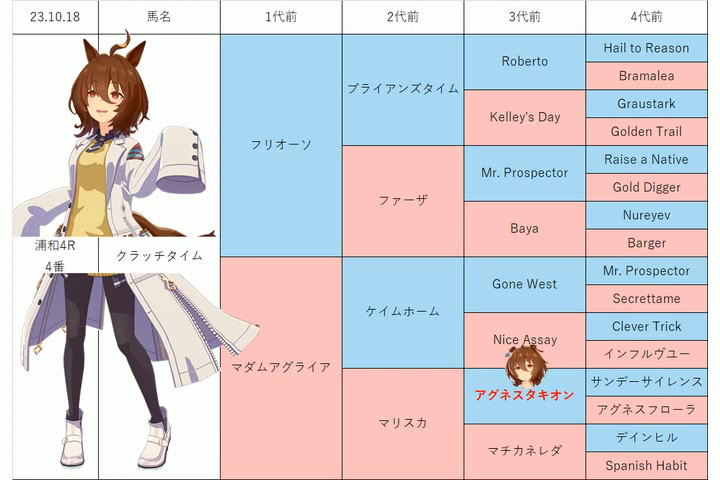 23.10.18
馬名
1代前
2代前
3代前
4代前
浦和4R
4番
クラッチタイム
フリオーソ
マダムアグライア
ブライアンズタイム
ファーザ
ケイムホーム
マリスカ
Roberto
Kelley's Day
Mr. Prospector
Baya
Gone West
Nice Assay
アグネスタキオン
マチカネレダ
Hail to Reason
Bramalea
Graustark
Golden Trail
Raise a Native
Gold Digger
Nureyev
Barger
Mr. Prospector
Secrettame
Clever Trick
インフルヴユー
サンデーサイレンス
アグネスフローラ
デインヒル
Spanish Habit